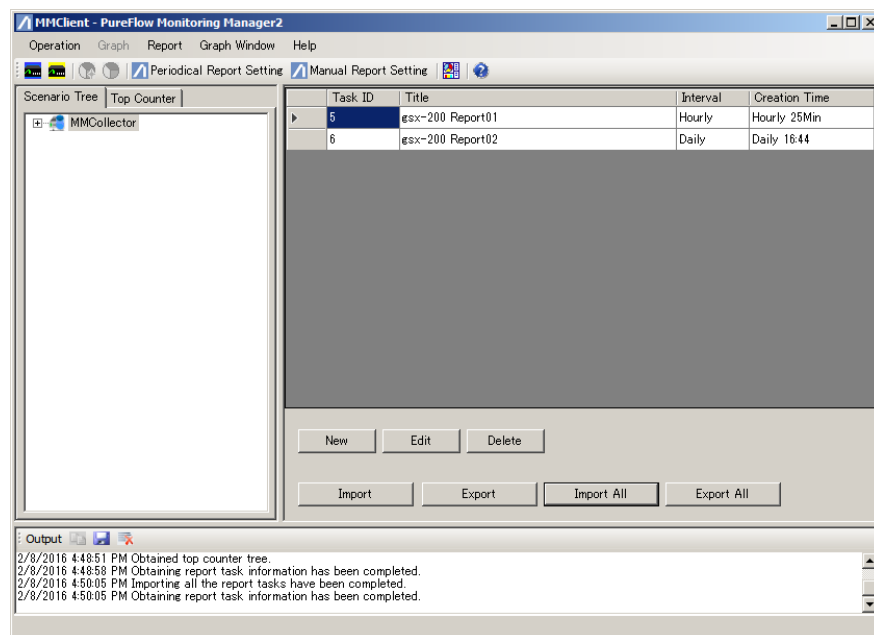 MMClient - PureFlow Monitoring Manager2
Operation Graph Report Graph Window Help
Periodical Report Setting Manual Report Setting
Scenario Tree Top Counter
MMCollector
Task ID Title Interval Creation Time
5 gsx-200 Report01 Hourly Hourly 25Min
6 gsx-200 Report02 Daily Daily 16:44
New Edit Delete
Import Export Import All Export All
Output
2/8/2016 4:48:51 PM Obtained top counter tree.
2/8/2016 4:48:58 PM Obtaining report task information has been completed.
2/8/2016 4:50:05 PM Importing all the report tasks have been completed.
2/8/2016 4:50:05 PM Obtaining report task information has been completed.